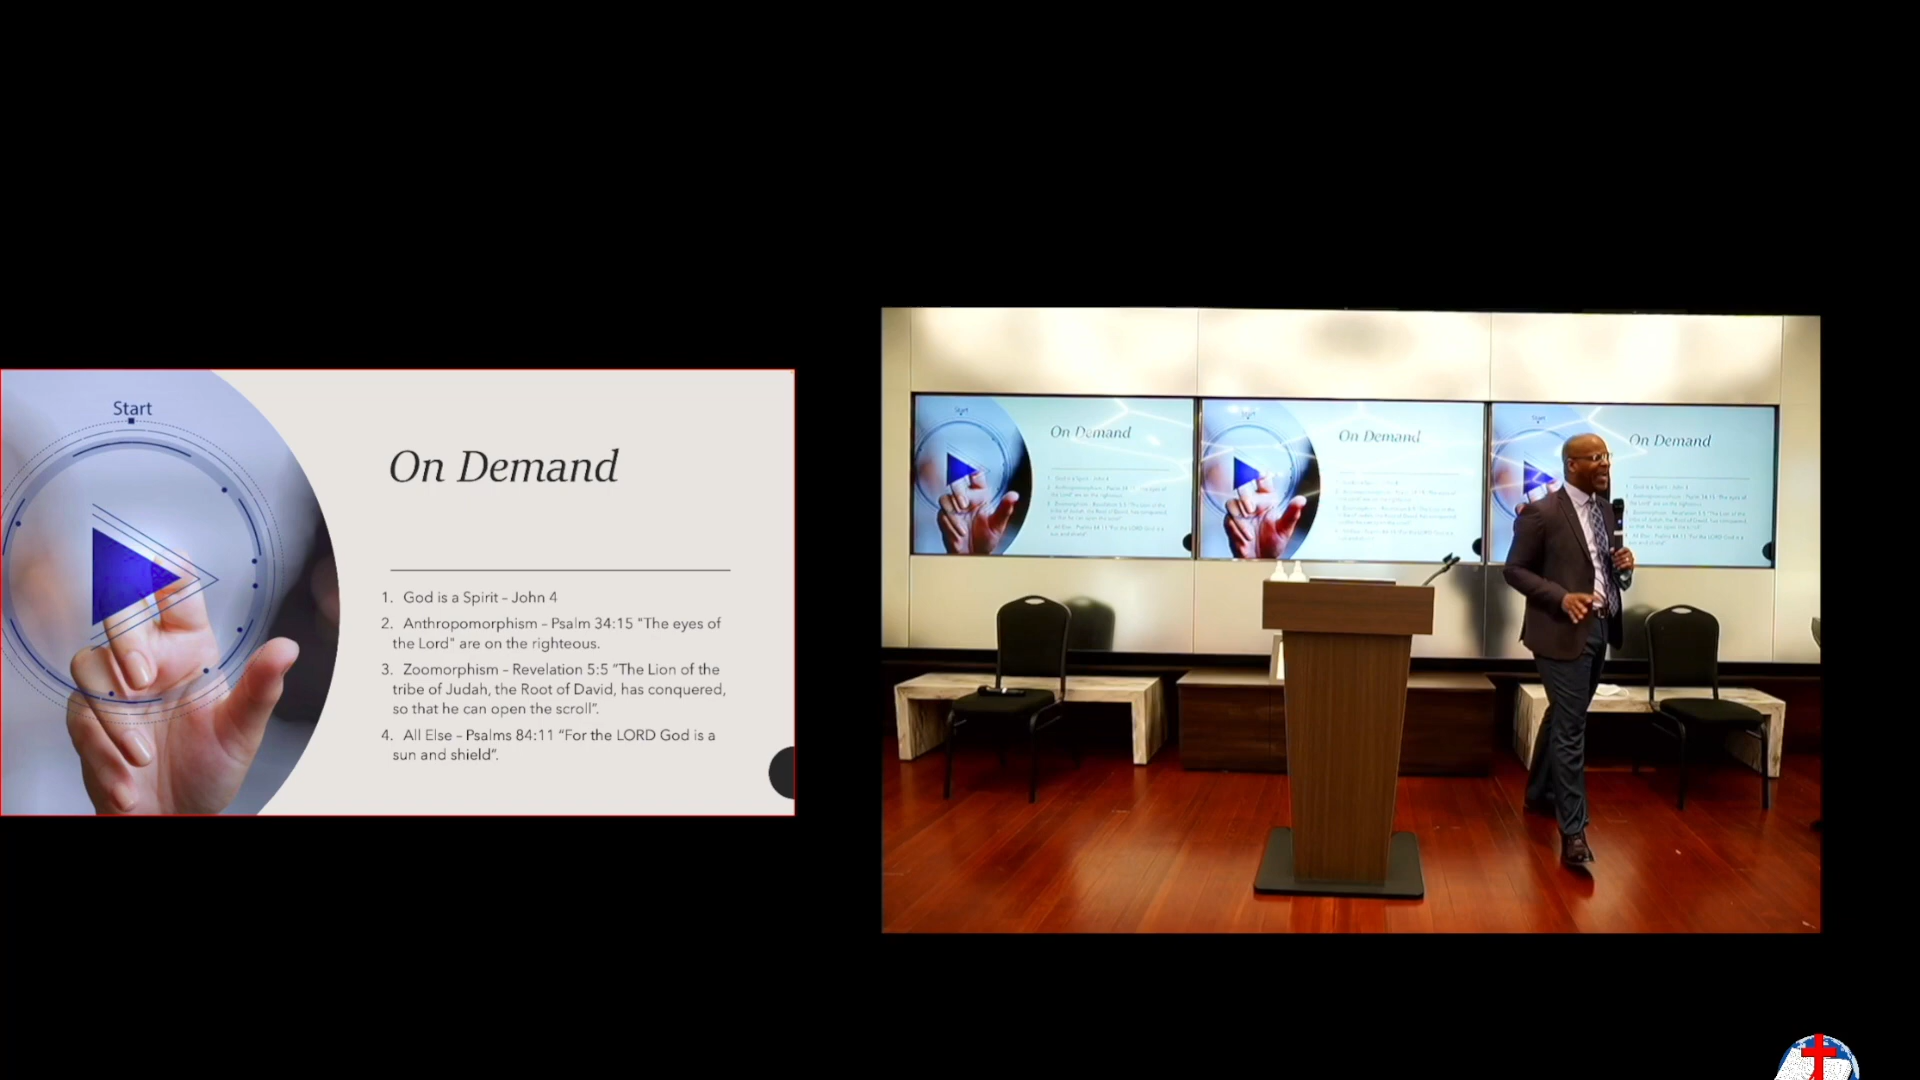 Start
On Demand
1. God is a Spirit – John 4
2. Anthropomorphism – Psalm 34:15 "The eyes of
the Lord" are on the righteous.
3. Zoomorphism – Revelation 5:5 "The Lion of the
tribe of Judah, the Root of David, has conquered,
so that he can open the scroll".
4. All Else – Psalms 84:11 "For the LORD God is a
sun and shield".
On Demand
On Demand
On Demand